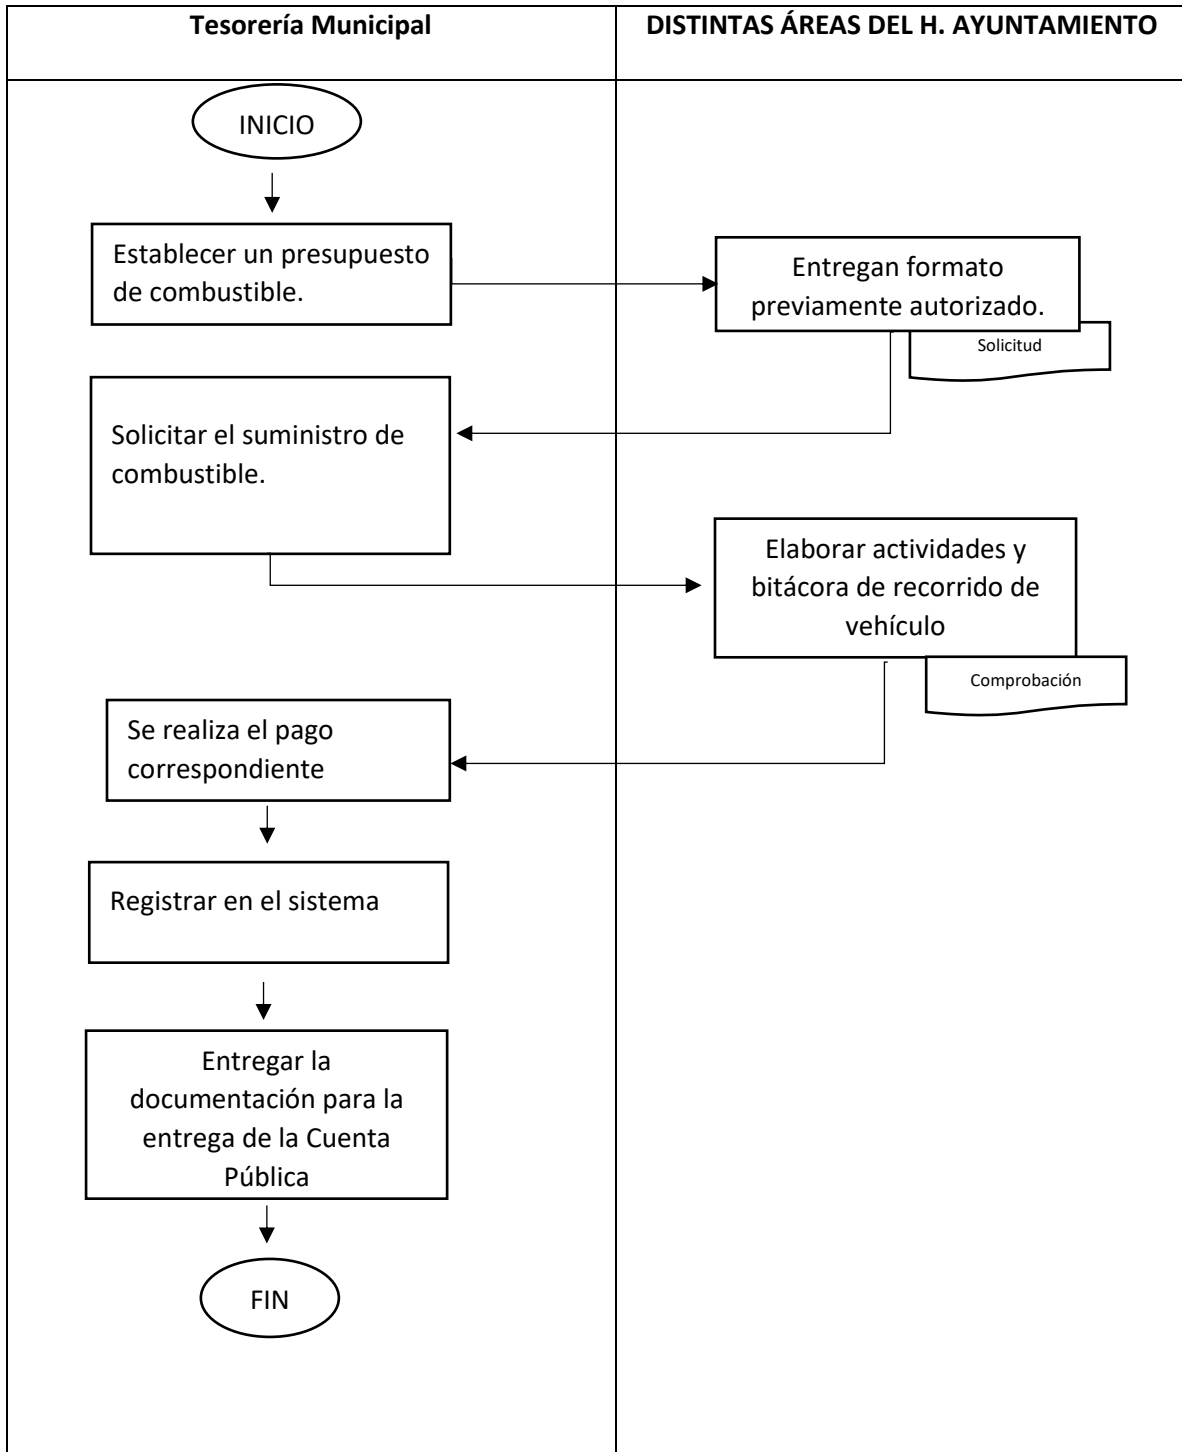 Tesorería Municipal
DISTINTAS ÁREAS DEL H. AYUNTAMIENTO
INICIO
Establecer un presupuesto
de combustible.
Entregan formato
previamente autorizado.
Solicitud
Solicitar el suministro de
combustible.
Elaborar actividades y
bitácora de recorrido de
vehículo
Comprobación
Se realiza el pago
correspondiente
Registrar en el sistema
Entregar la
documentación para la
entrega de la Cuenta
Pública
FIN